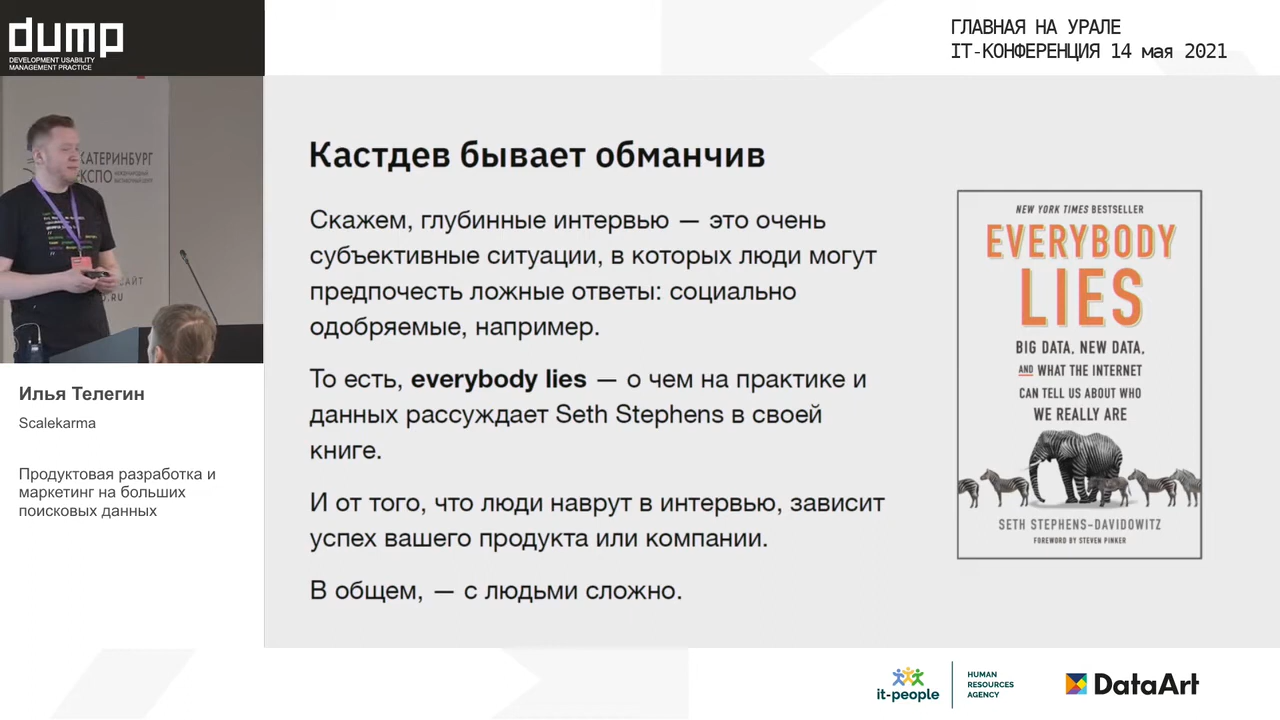 dump
DEVELOPMENT USABILITY
MANAGEMENT PRACTICE
ГЛАВНАЯ НА УРАЛЕ
IT-КОНФЕРЕНЦИЯ 14 мая 2021
КАТЕРИНБУРГ
КСПО
Илья Телегин
Scalekarma
Продуктовая разработка и
маркетинг на больших
поисковых данных
Кастдев бывает обманчив
Скажем, глубинные интервью — это очень
субъективные ситуации, в которых люди могут
предпочесть ложные ответы: социально
одобряемые, например.
То есть, everybody lies — о чем на практике и
данных рассуждает Seth Stephens в своей
книге.
И от того, что люди наврут в интервью, зависит
успех вашего продукта или компании.
В общем, — с людьми сложно.
NEW YORK TIMES BESTSELLER
EVERYBODY
LIES
BIG DATA, NEW DATA,
AND WHAT THE INTERNET
CAN TELL US ABOUT WHO
WE REALLY ARE
SETH STEPHENS-DAVIDOWITZ
FOREWORD BY STEVEN PINKER
it-people
HUMAN
RESOURCES
AGENCY
DataArt